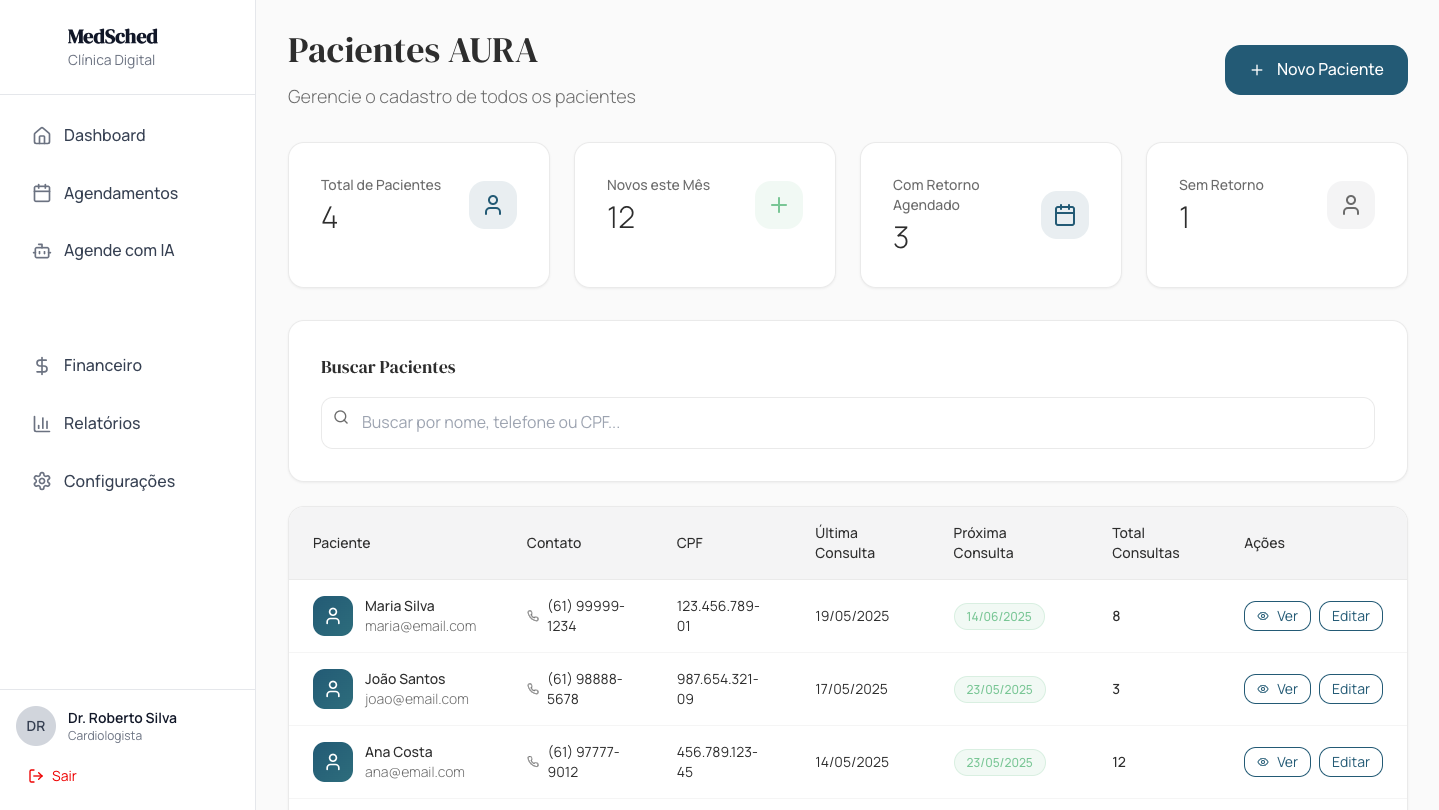 MedSched
Clínica Digital
Dashboard
Agendamentos
Agende com IA
Financeiro
Relatórios
Configurações
DR
Dr. Roberto Silva
Cardiologista
Sair
Pacientes AURA
Gerencie o cadastro de todos os pacientes
Novo Paciente
Total de Pacientes
4
Novos este Mês
12
Com Retorno
Agendado
3
Sem Retorno
1
Buscar Pacientes
Buscar por nome, telefone ou CPF...
Paciente
Contato
CPF
Última
Consulta
Próxima
Consulta
Total
Consultas
Ações
Maria Silva
maria@email.com
(61) 99999-
1234
123.456.789-
01
19/05/2025
14/06/2025
8
Ver
Editar
João Santos
joao@email.com
(61) 98888-
5678
987.654.321-
09
17/05/2025
23/05/2025
3
Ver
Editar
Ana Costa
ana@email.com
(61) 97777-
9012
456.789.123-
45
14/05/2025
23/05/2025
12
Ver
Editar